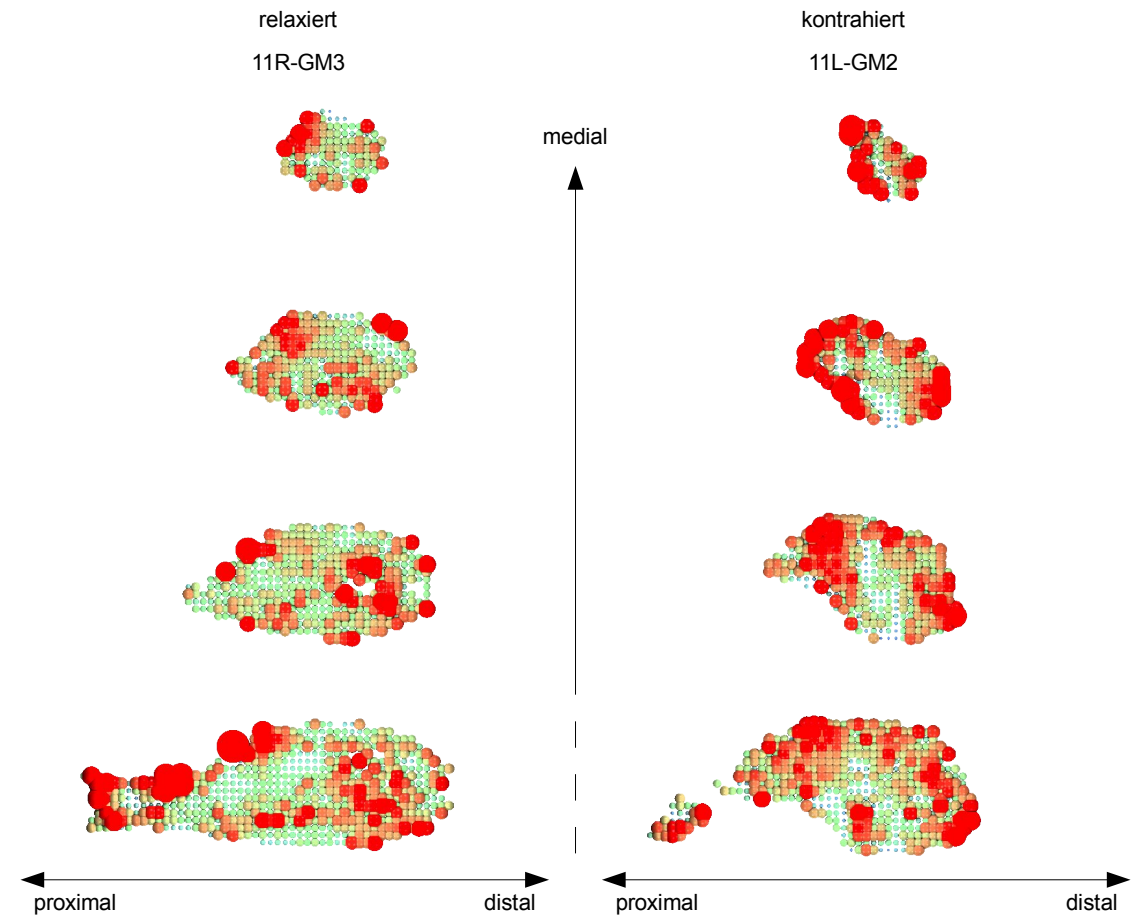 relaxiert
kontrahiert
11R-GM3
11L-GM2
medial
proximal
distal
proximal
distal